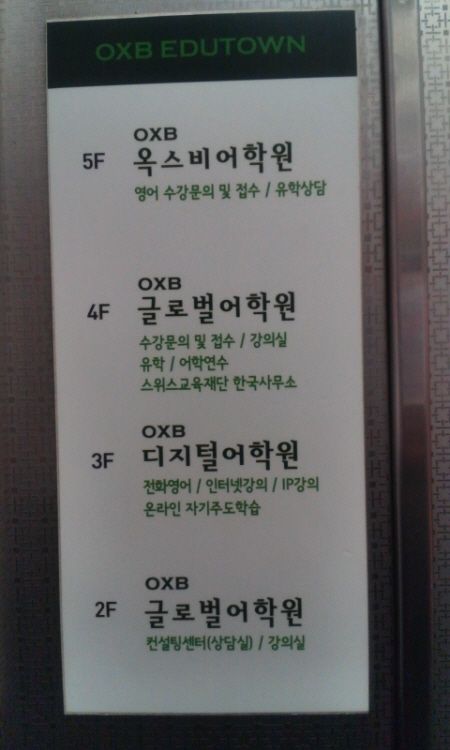 OXB EDUTOWN
OXB
5F 옥스비어학원
영어 수강문의 및 접수 / 유학상담
OXB
4F 글로벌어학원
수강문의 및 접수 / 강의실
유학 / 어학연수
스위스교육재단 한국사무소
OXB
3F 디지털어학원
전화영어 / 인터넷강의 / IP강의
온라인 자기주도학습
OXB
2F 글로벌어학원
컨설팅센터(상담실) / 강의실